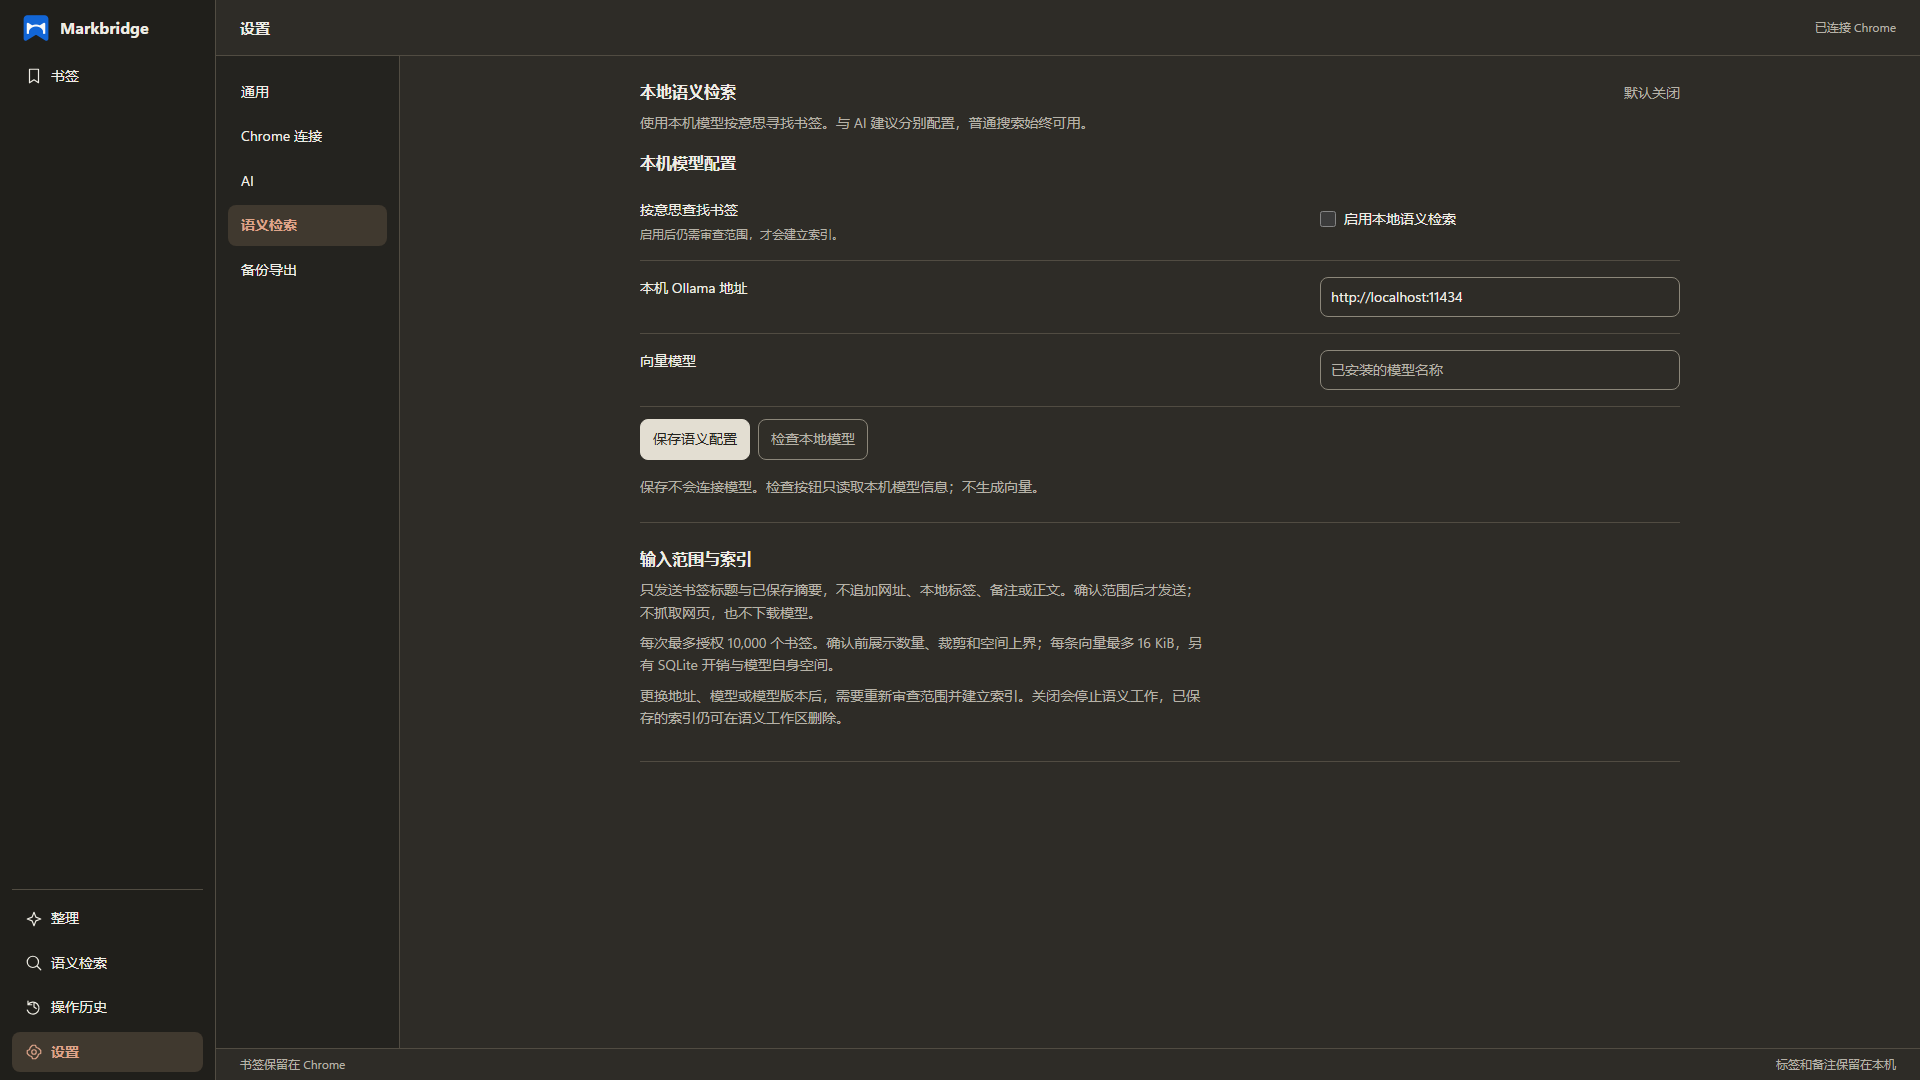 Markbridge
书签
整理
语义检索
操作历史
设置
设置
已连接 Chrome
通用
Chrome 连接
AI
语义检索
备份导出
本地语义检索
默认关闭
使用本机模型按意思寻找书签。与 AI 建议分别配置，普通搜索始终可用。
本机模型配置
按意思查找书签
启用后仍需审查范围，才会建立索引。
启用本地语义检索
本机 Ollama 地址
http://localhost:11434
向量模型
已安装的模型名称
保存语义配置
检查本地模型
保存不会连接模型。检查按钮只读取本机模型信息；不生成向量。
输入范围与索引
只发送书签标题与已保存摘要，不追加网址、本地标签、备注或正文。确认范围后才发送；
不抓取网页，也不下载模型。
每次最多授权 10,000 个书签。确认前展示数量、裁剪和空间上界；每条向量最多 16 KiB，另
有 SQLite 开销与模型自身空间。
更换地址、模型或模型版本后，需要重新审查范围并建立索引。关闭会停止语义工作，已保
存的索引仍可在语义工作区删除。
书签保留在 Chrome
标签和备注保留在本机